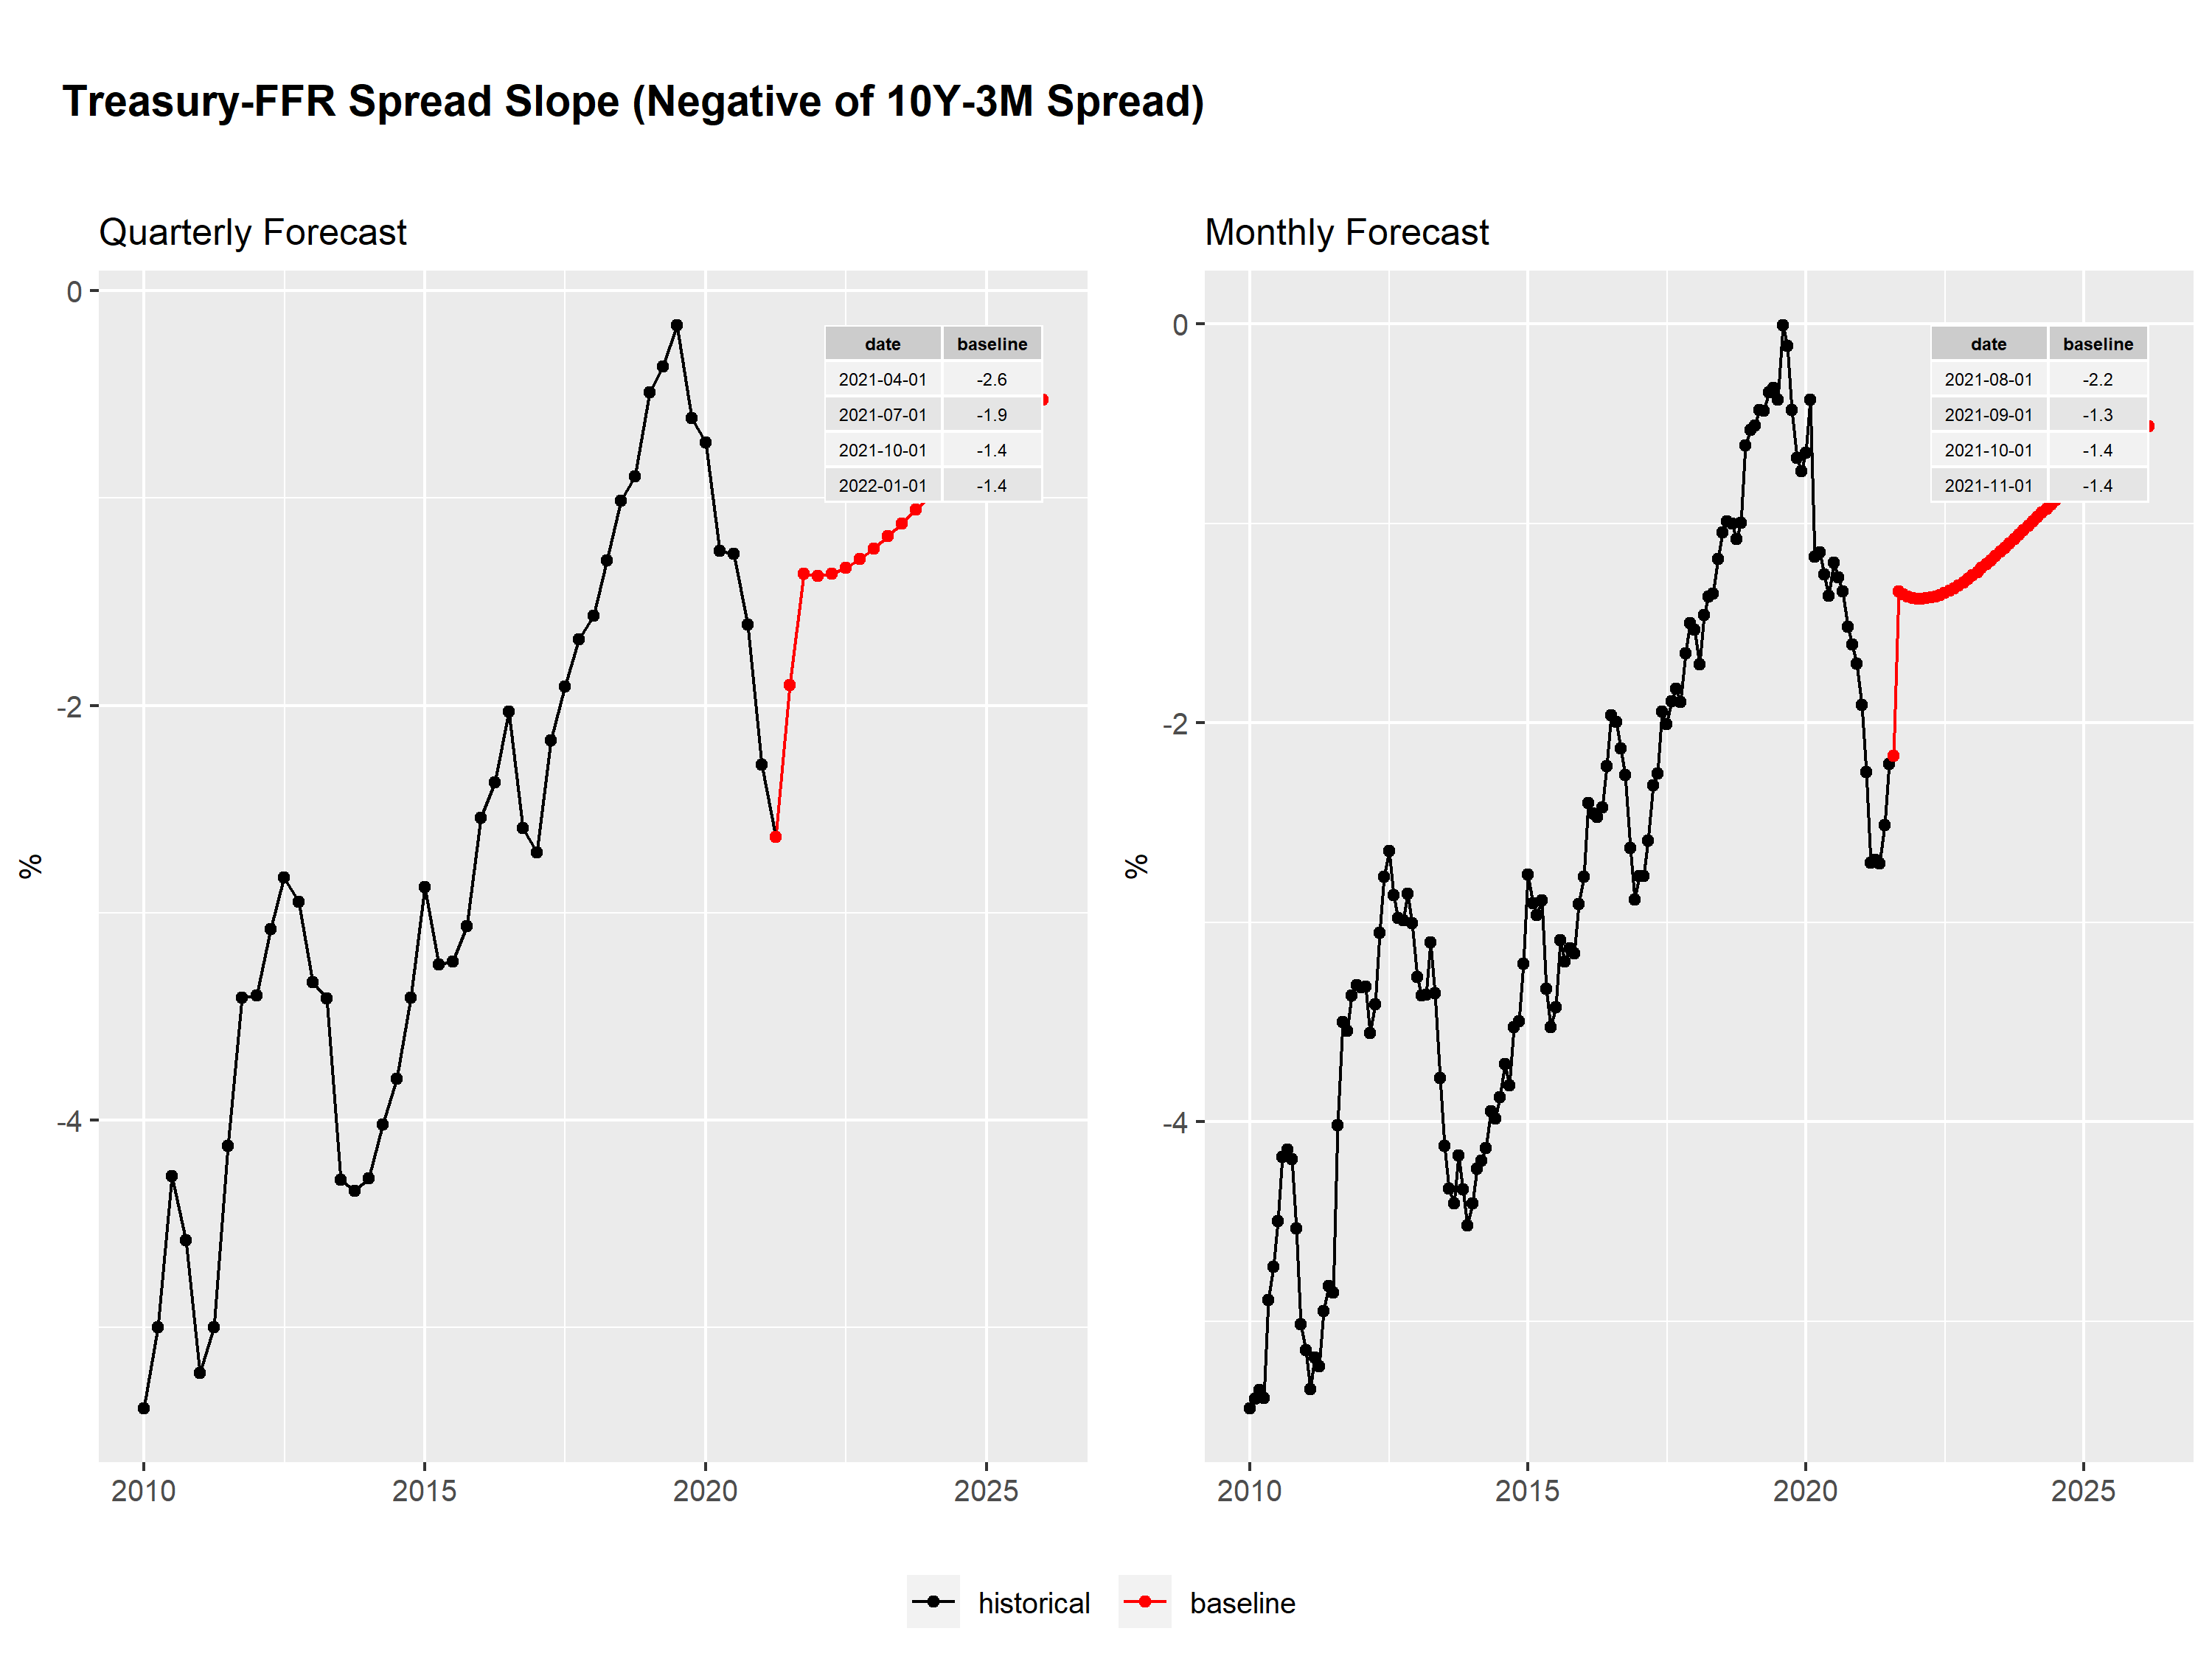 Treasury-FFR Spread Slope (Negative of 10Y-3M Spread)
Quarterly Forecast
%
0
-2
-4
date baseline
2021-04-01 -2.6
2021-07-01 -1.9
2021-10-01 -1.4
2022-01-01 -1.4
2010 2015 2020 2025
Monthly Forecast
%
0
-2
-4
date baseline
2021-08-01 -2.2
2021-09-01 -1.3
2021-10-01 -1.4
2021-11-01 -1.4
2010 2015 2020 2025
historical baseline